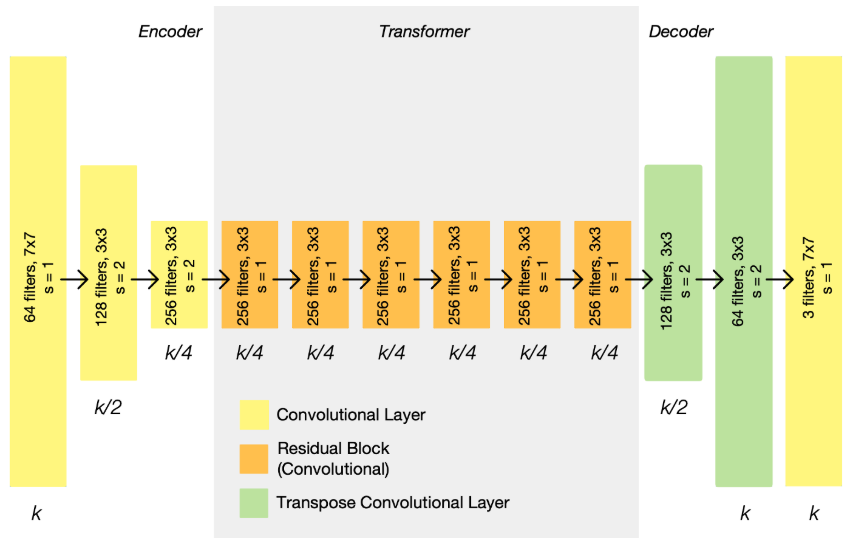 Encoder
Transformer
Decoder
64 filters, 7x7
s = 1
128 filters, 3x3
s = 2
256 filters, 3x3
s = 2
256 filters, 3x3
s = 1
256 filters, 3x3
s = 1
256 filters, 3x3
s = 1
256 filters, 3x3
s = 1
256 filters, 3x3
s = 1
256 filters, 3x3
s = 1
128 filters, 3x3
s = 2
64 filters, 3x3
s = 2
3 filters, 7x7
s = 1
k/4
k/4
k/4
k/4
k/4
k/4
k/4
k/2
k/2
Convolutional Layer
Residual Block
(Convolutional)
Transpose Convolutional Layer
k
k
k